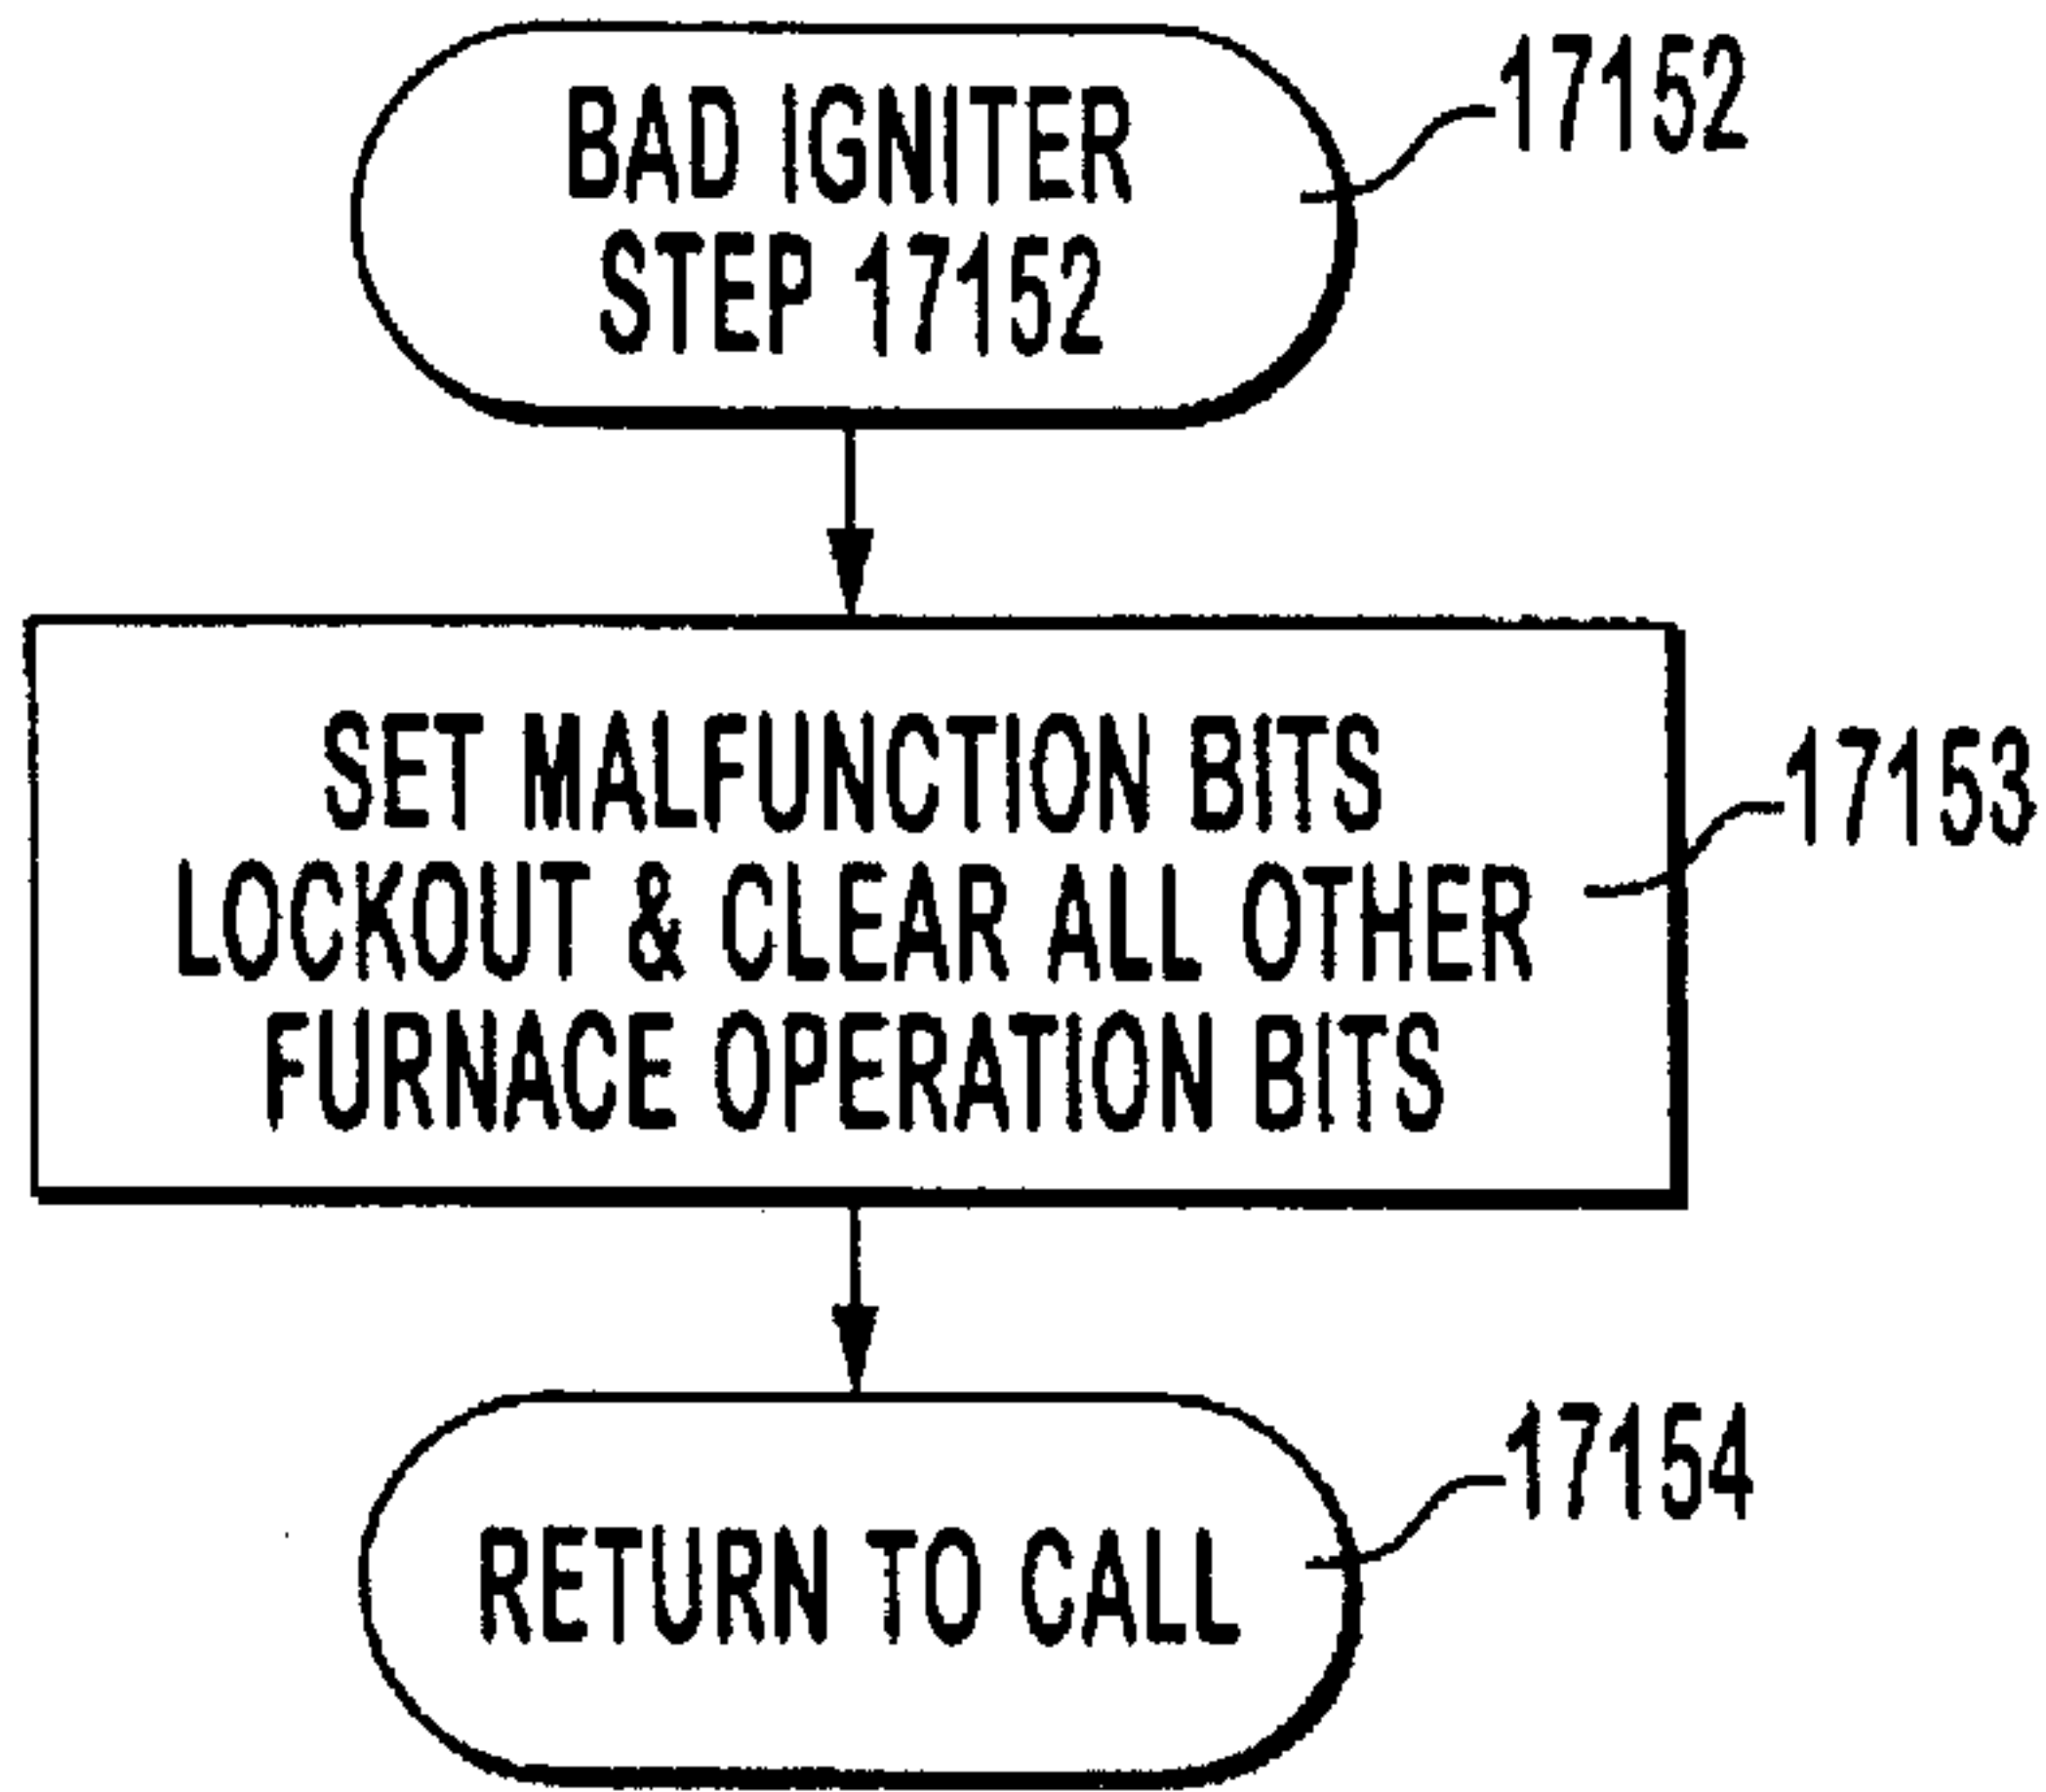 BAD IGNITER
STEP 17152
17152
SET MALFUNCTION BITS
LOCKOUT & CLEAR ALL OTHER
FURNACE OPERATION BITS
17153
RETURN TO CALL
17154